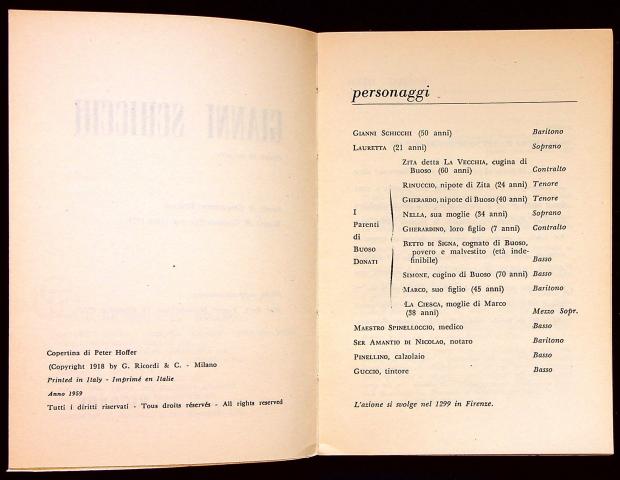 GIANNI SCHICCHI
Copertina di Peter Hoffer
(Copyright 1918 by G. Ricordi & C. - Milano
Printed in Italy - Imprimé en Italie
Anno 1959
Tutti i diritti riservati - Tous droits réservés - All rights reserved
personaggi
GIANNI SCHICCHI (50 anni) Baritono
LAURETTA (21 anni) Soprano
I
Parenti
di
BUOSO
DONATI
ZITA detta LA VECCHIA, cugina di
BUOSO (60 anni) Contralto
RINUCCIO, nipote di Zita (24 anni) Tenore
GHERARDO, nipote di Buoso (40 anni) Tenore
NELLA, sua moglie (34 anni) Soprano
GHERARDINO, loro figlio (7 anni) Contralto
BETTO DI SIGNA, cognato di Buoso,
povero e malvestito (età inde-
finibile) Basso
SIMONE, cugino di Buoso (70 anni) Basso
MARCO, suo figlio (45 anni) Baritono
LA CIESCA, moglie di Marco
(38 anni) Mezzo Sopr.
MAESTRO SPINELLOCCIO, medico Basso
SER AMANTIO DI NICOLAO, notaro Baritono
PINELLINO, calzolaio Basso
GUCCIO, tintore Basso
L'azione si svolge nel 1299 in Firenze.